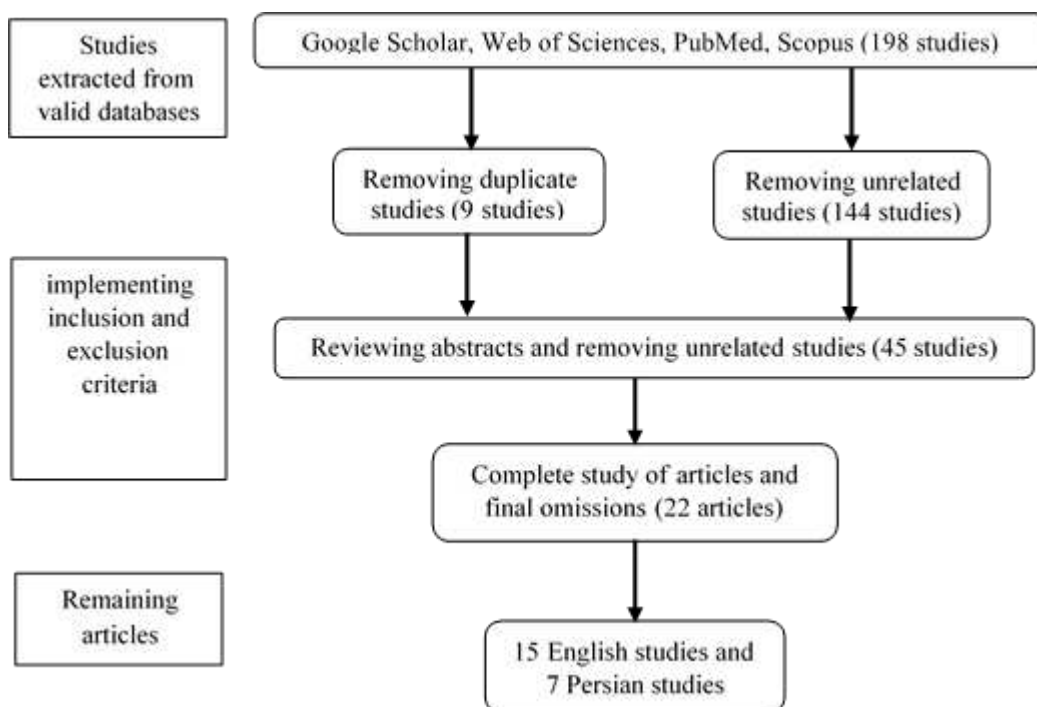 Studies
extracted from
valid databases
Google Scholar, Web of Sciences, PubMed, Scopus (198 studies)
Removing duplicate
studies (9 studies)
Removing unrelated
studies (144 studies)
implementing
inclusion and
exclusion
criteria
Reviewing abstracts and removing unrelated studies (45 studies)
Complete study of articles and
final omissions (22 articles)
Remaining
articles
15 English studies and
7 Persian studies